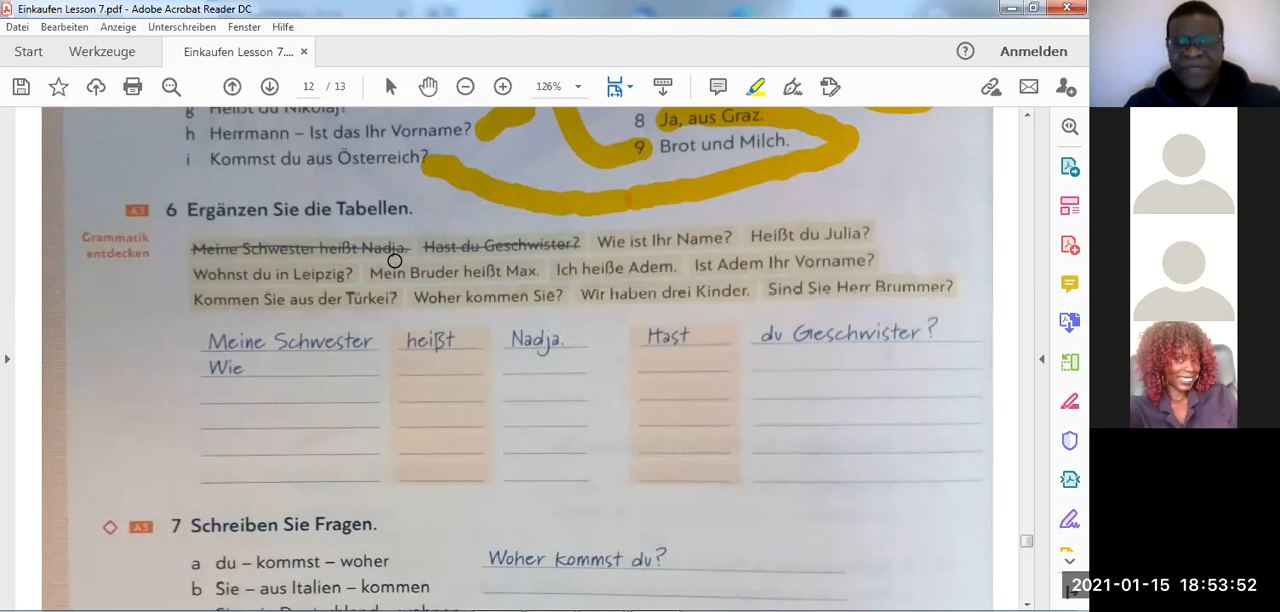 Einkaufen Lesson 7.pdf - Adobe Acrobat Reader DC
Datei Bearbeiten Anzeige Unterschreiben Fenster Hilfe
Start Werkzeuge Einkaufen Lesson 7.... × Anmelden
12 / 13 126%
g Heißt du Nikolaj?
h Herrmann – Ist das Ihr Vorname?
i Kommst du aus Österreich?
8 Ja, aus Graz.
9 Brot und Milch.
A3 6 Ergänzen Sie die Tabellen.
Grammatik
entdecken
Meine Schwester heißt Nadja. Hast du Geschwister? Wie ist Ihr Name? Heißt du Julia?
Wohnst du in Leipzig? Mein Bruder heißt Max. Ich heiße Adem. Ist Adem Ihr Vorname?
Kommen Sie aus der Türkei? Woher kommen Sie? Wir haben drei Kinder. Sind Sie Herr Brummer?
Meine Schwester heißt Nadja. Hast du Geschwister?
Wie
A3 7 Schreiben Sie Fragen.
a du – kommst – woher Woher kommst du?
b Sie – aus Italien – kommen
2021-01-15 18:53:52